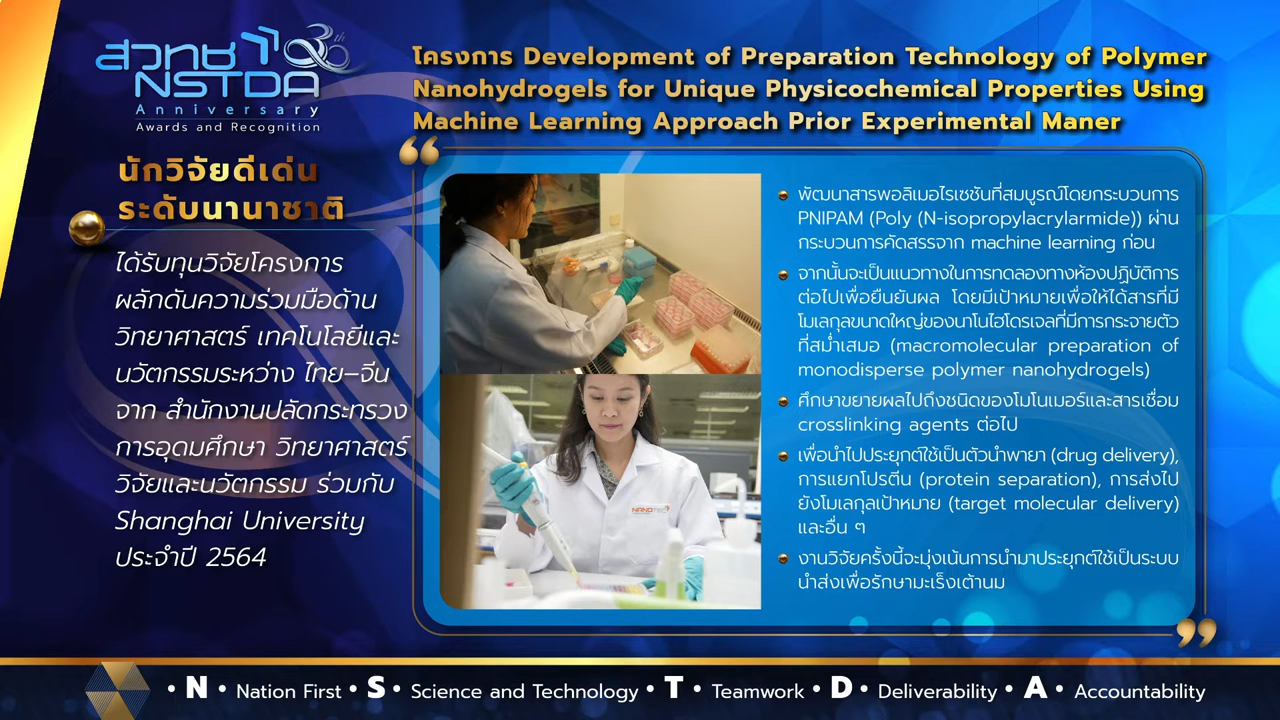 สวทช
NSTDA
30th
Anniversary
Awards and Recognition
โครงการ Development of Preparation Technology of Polymer
Nanohydrogels for Unique Physicochemical Properties Using
Machine Learning Approach Prior Experimental Maner
นักวิจัยดีเด่น
ระดับนานาชาติ
ได้รับทุนวิจัยโครงการ
ผลักดันความร่วมมือด้าน
วิทยาศาสตร์ เทคโนโลยีและ
นวัตกรรมระหว่าง ไทย–จีน
จาก สำนักงานปลัดกระทรวง
การอุดมศึกษา วิทยาศาสตร์
วิจัยและนวัตกรรม ร่วมกับ
Shanghai University
ประจำปี 2564
“
พัฒนาสารพอลิเมอไรเซชันที่สมบูรณ์โดยกระบวนการ
PNIPAM (Poly (N-isopropylacrylarmide)) ผ่าน
กระบวนการคัดสรรจาก machine learning ก่อน
จากนั้นจะเป็นแนวทางในการทดลองทางห้องปฏิบัติการ
ต่อไปเพื่อยืนยันผล โดยมีเป้าหมายเพื่อให้ได้สารที่มี
โมเลกุลขนาดใหญ่ของนาโนไฮโดรเจลที่มีการกระจายตัว
ที่สม่ำเสมอ (macromolecular preparation of
monodisperse polymer nanohydrogels)
ศึกษาขยายผลไปถึงชนิดของโมโนเมอร์และสารเชื่อม
crosslinking agents ต่อไป
เพื่อนำไปประยุกต์ใช้เป็นตัวนำพายา (drug delivery),
การแยกโปรตีน (protein separation), การส่งไป
ยังโมเลกุลเป้าหมาย (target molecular delivery)
และอื่น ๆ
งานวิจัยครั้งนี้จะมุ่งเน้นการนำมาประยุกต์ใช้เป็นระบบ
นำส่งเพื่อรักษามะเร็งเต้านม
”
NANOTEC
• N • Nation First • S • Science and Technology • T • Teamwork • D • Deliverability • A • Accountability